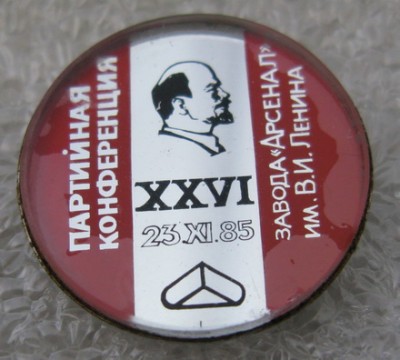 ПАРТИЙНАЯ
КОНФЕРЕНЦИЯ
XXVI
23.XI.85
ЗАВОДА «АРСЕНАЛ»
ИМ. В.И. ЛЕНИНА